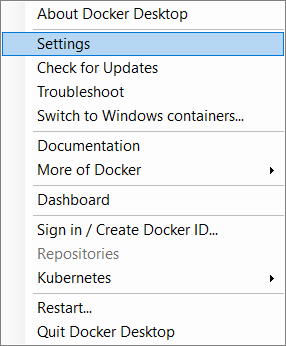 About Docker Desktop
Settings
Check for Updates
Troubleshoot
Switch to Windows containers...
Documentation
More of Docker
Dashboard
Sign in / Create Docker ID...
Repositories
Kubernetes
Restart...
Quit Docker Desktop